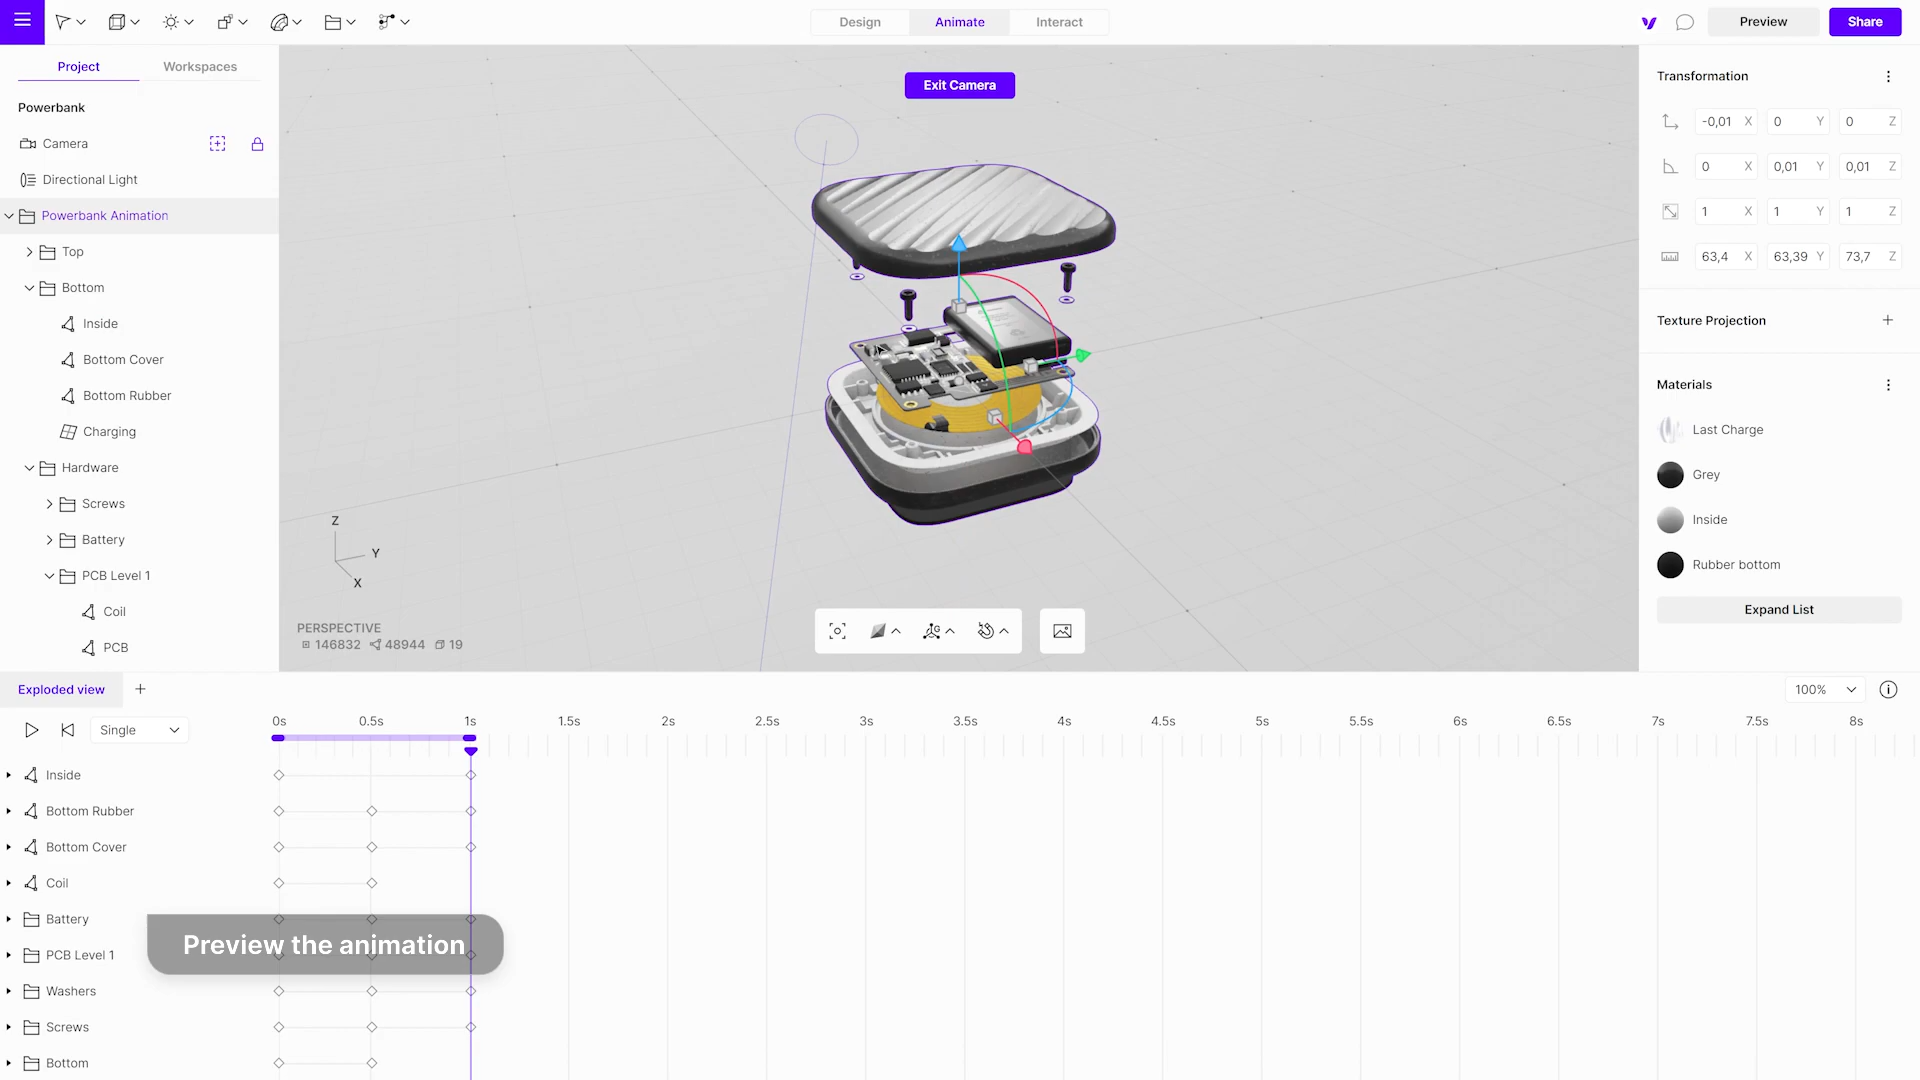 Design
Animate
Interact
Preview
Share
Project
Workspaces
Powerbank
Camera
Directional Light
Powerbank Animation
Top
Bottom
Inside
Bottom Cover
Bottom Rubber
Charging
Hardware
Screws
Battery
PCB Level 1
Coil
PCB
Exit Camera
Z
Y
X
PERSPECTIVE
146832 48944 19
Transformation
-0,01 X 0 Y 0 Z
0 X 0,01 Y 0,01 Z
1 X 1 Y 1 Z
63,4 X 63,39 Y 73,7 Z
Texture Projection
Materials
Last Charge
Grey
Inside
Rubber bottom
Expand List
Exploded view
100%
Single
0s 0.5s 1s 1.5s 2s 2.5s 3s 3.5s 4s 4.5s 5s 5.5s 6s 6.5s 7s 7.5s 8s
Inside
Bottom Rubber
Bottom Cover
Coil
Battery
PCB Level 1
Washers
Screws
Bottom
Preview the animation